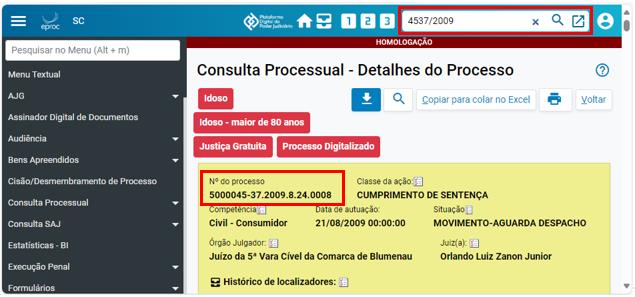 eproc SC Plataforma Digital do Poder Judiciário 1 2 3 4537/2009 x
HOMOLOGAÇÃO
Pesquisar no Menu (Alt + m)
Menu Textual
AJG
Assinador Digital de Documentos
Audiência
Bens Apreendidos
Cisão/Desmembramento de Processo
Consulta Processual
Consulta SAJ
Estatísticas - BI
Execução Penal
Formulários
Consulta Processual - Detalhes do Processo
Idoso
Copiar para colar no Excel Voltar
Idoso - maior de 80 anos
Justiça Gratuita Processo Digitalizado
Nº do processo Classe da ação:
5000045-37.2009.8.24.0008 CUMPRIMENTO DE SENTENÇA
Competência Data de autuação: Situação
Civil - Consumidor 21/08/2009 00:00:00 MOVIMENTO-AGUARDA DESPACHO
Órgão Julgador: Juiz(a):
Juízo da 5ª Vara Cível da Comarca de Blumenau Orlando Luiz Zanon Junior
Histórico de localizadores: